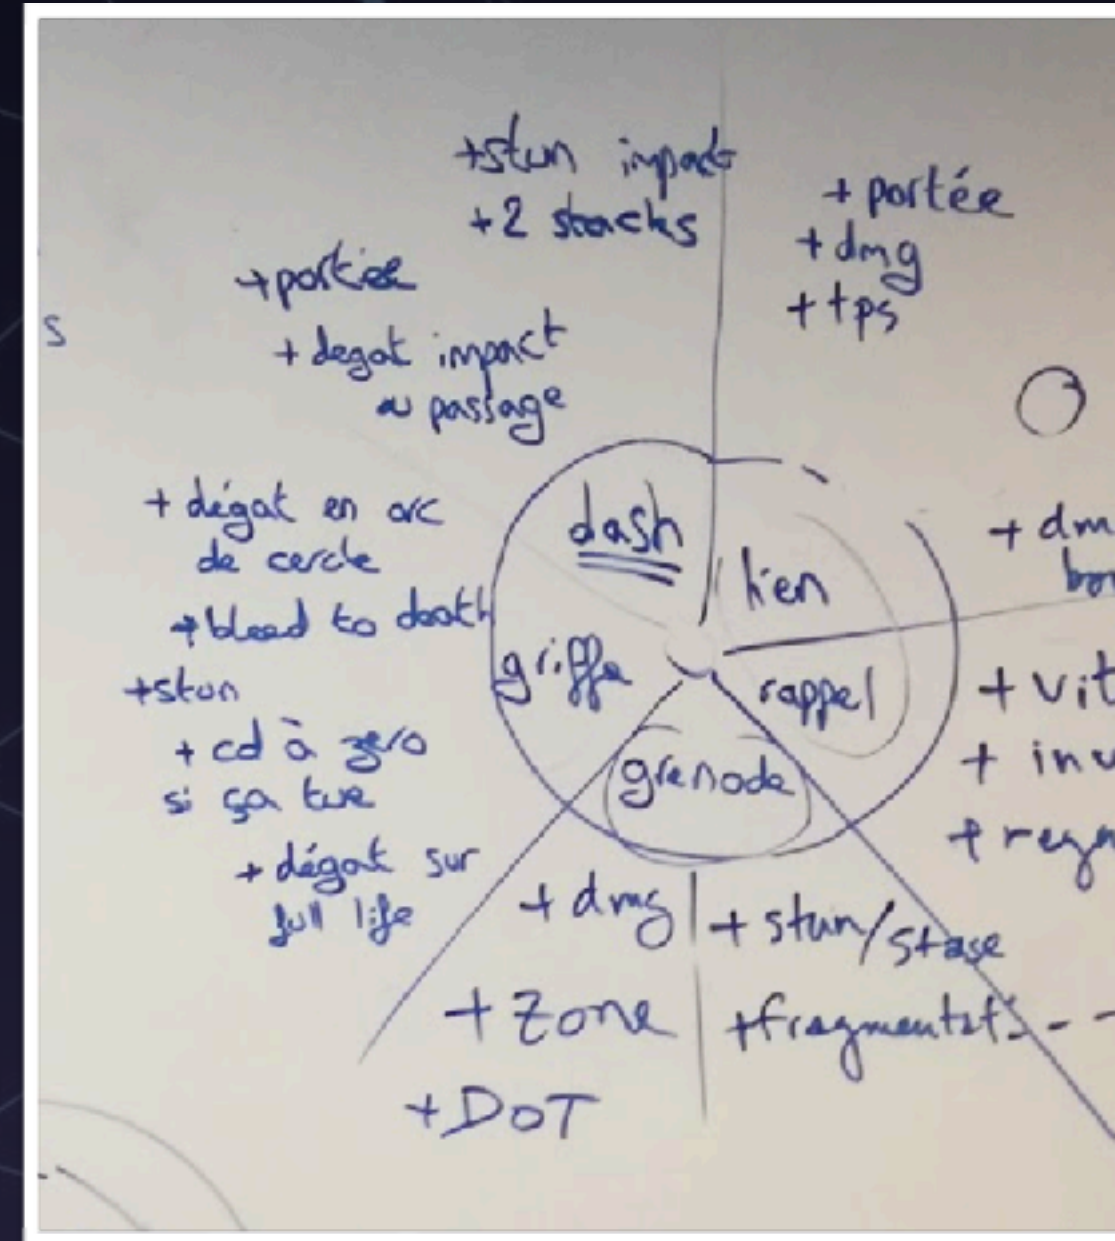 +stun impact
+2 stacks
+portée
+degat impact
au passage
+ dégat en arc
de cercle
+bleed to death
+stun
+ cd à zero
si ça tue
+ dégat sur
full life
s
+ portée
+ dmg
+ tps
dash
lien
griffe
rappel
grenade
+ dm
+ vit
+ inv
+ dmg
+ zone
+DoT
+ stun/stase